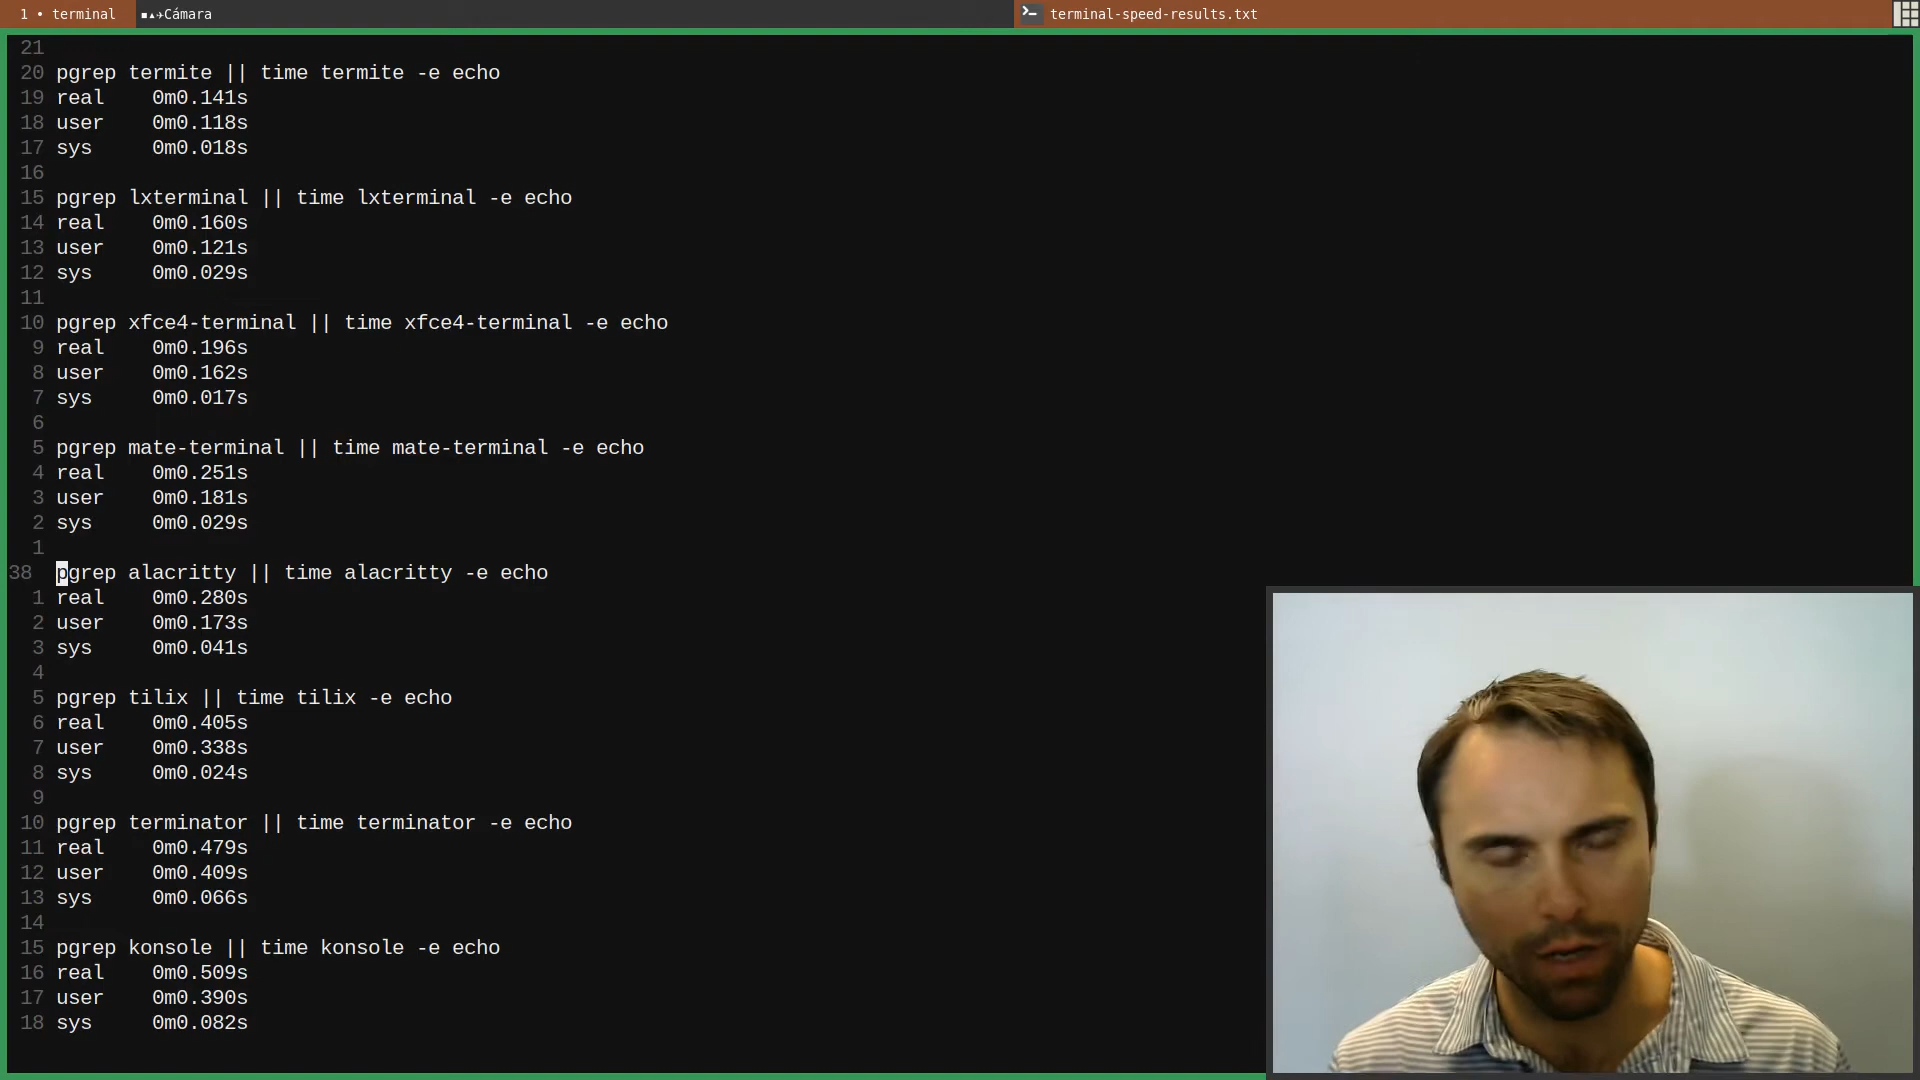 1 • terminal
Cámara
terminal-speed-results.txt
21
20 pgrep termite || time termite -e echo
19 real    0m0.141s
18 user    0m0.118s
17 sys     0m0.018s
16
15 pgrep lxterminal || time lxterminal -e echo
14 real    0m0.160s
13 user    0m0.121s
12 sys     0m0.029s
11
10 pgrep xfce4-terminal || time xfce4-terminal -e echo
9 real    0m0.196s
8 user    0m0.162s
7 sys     0m0.017s
6
5 pgrep mate-terminal || time mate-terminal -e echo
4 real    0m0.251s
3 user    0m0.181s
2 sys     0m0.029s
1
38 pgrep alacritty || time alacritty -e echo
1 real    0m0.280s
2 user    0m0.173s
3 sys     0m0.041s
4
5 pgrep tilix || time tilix -e echo
6 real    0m0.405s
7 user    0m0.338s
8 sys     0m0.024s
9
10 pgrep terminator || time terminator -e echo
11 real    0m0.479s
12 user    0m0.409s
13 sys     0m0.066s
14
15 pgrep konsole || time konsole -e echo
16 real    0m0.509s
17 user    0m0.390s
18 sys     0m0.082s